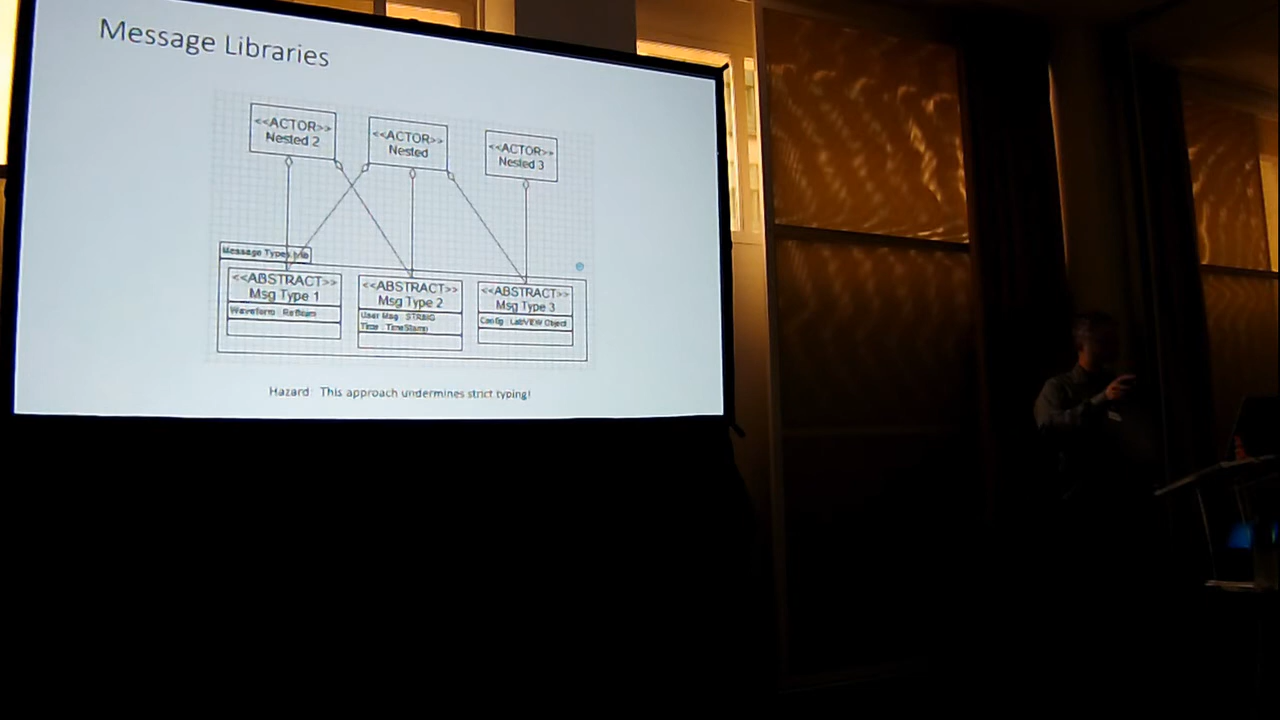 Message Libraries
<<ACTOR>>
Nested 2
<<ACTOR>>
Nested
<<ACTOR>>
Nested 3
Message Types.lvlib
<<ABSTRACT>>
Msg Type 1
Waveform : Refnum
<<ABSTRACT>>
Msg Type 2
User Msg : STRING
Time : TimeStamp
<<ABSTRACT>>
Msg Type 3
Config : LabVIEW Object
Hazard: This approach undermines strict typing!